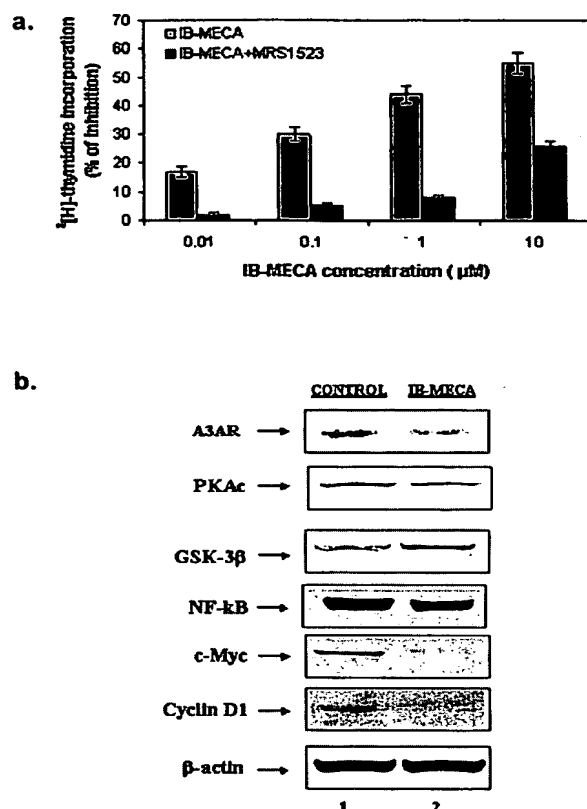 a.
IB-MECA
IB-MECA+MRS1523
³[H]-thymidine incorporation
(% of inhibition)
70
60
50
40
30
20
10
0
0.01
0.1
1
10
IB-MECA concentration ( µM)
b.
CONTROL IB-MECA
A3AR
PKAc
GSK-3β
NF-kB
c-Myc
Cyclin D1
β-actin
1 2